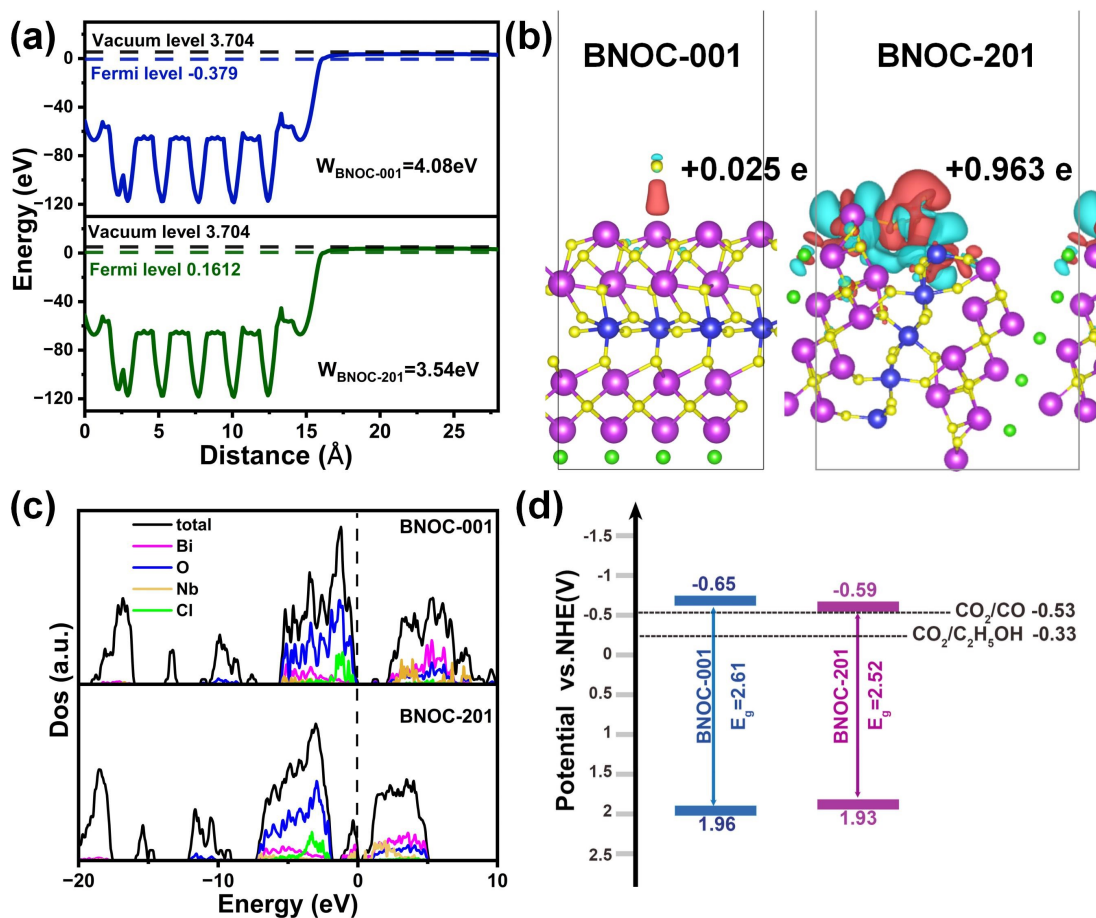 (a)
Vacuum level 3.704
Fermi level -0.379
W_BNOC-001=4.08eV
Vacuum level 3.704
Fermi level 0.1612
W_BNOC-201=3.54eV
0
−40
−80
−120
0
−40
−80
−120
Energy (eV)
0 5 10 15 20 25
Distance (Å)
(b)
BNOC-001
BNOC-201
+0.025 e
+0.963 e
(c)
total
Bi
O
Nb
Cl
BNOC-001
BNOC-201
Dos (a.u.)
−20 −10 0 10
Energy (eV)
(d)
Potential vs.NHE(V)
-1.5
-1
-0.5
0
0.5
1
1.5
2
2.5
-0.65
-0.59
CO2/CO -0.53
CO2/C2H5OH -0.33
BNOC-001
Eg=2.61
BNOC-201
Eg=2.52
1.96
1.93